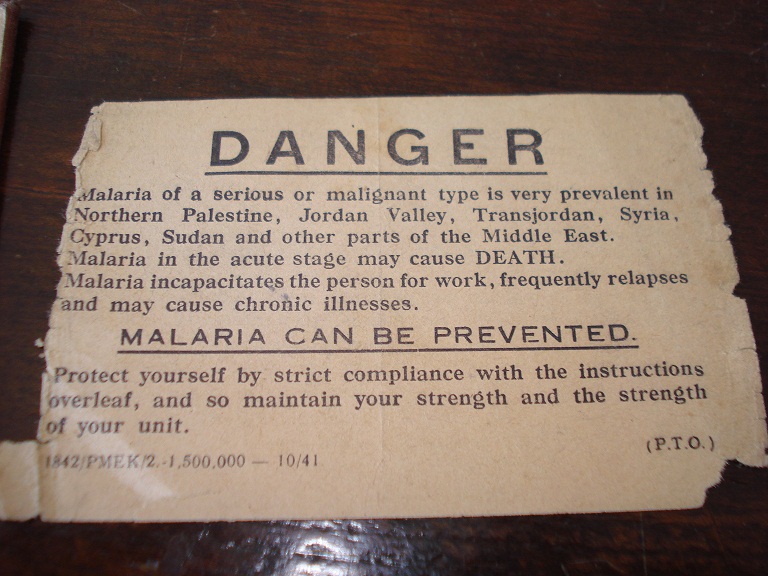 DANGER
Malaria of a serious or malignant type is very prevalent in
Northern Palestine, Jordan Valley, Transjordan, Syria,
Cyprus, Sudan and other parts of the Middle East.
Malaria in the acute stage may cause DEATH.
Malaria incapacitates the person for work, frequently relapses
and may cause chronic illnesses.
MALARIA CAN BE PREVENTED.
Protect yourself by strict compliance with the instructions
overleaf, and so maintain your strength and the strength
of your unit.
(P.T.O.)
1842/PMEK/2.-1,500,000 — 10/41